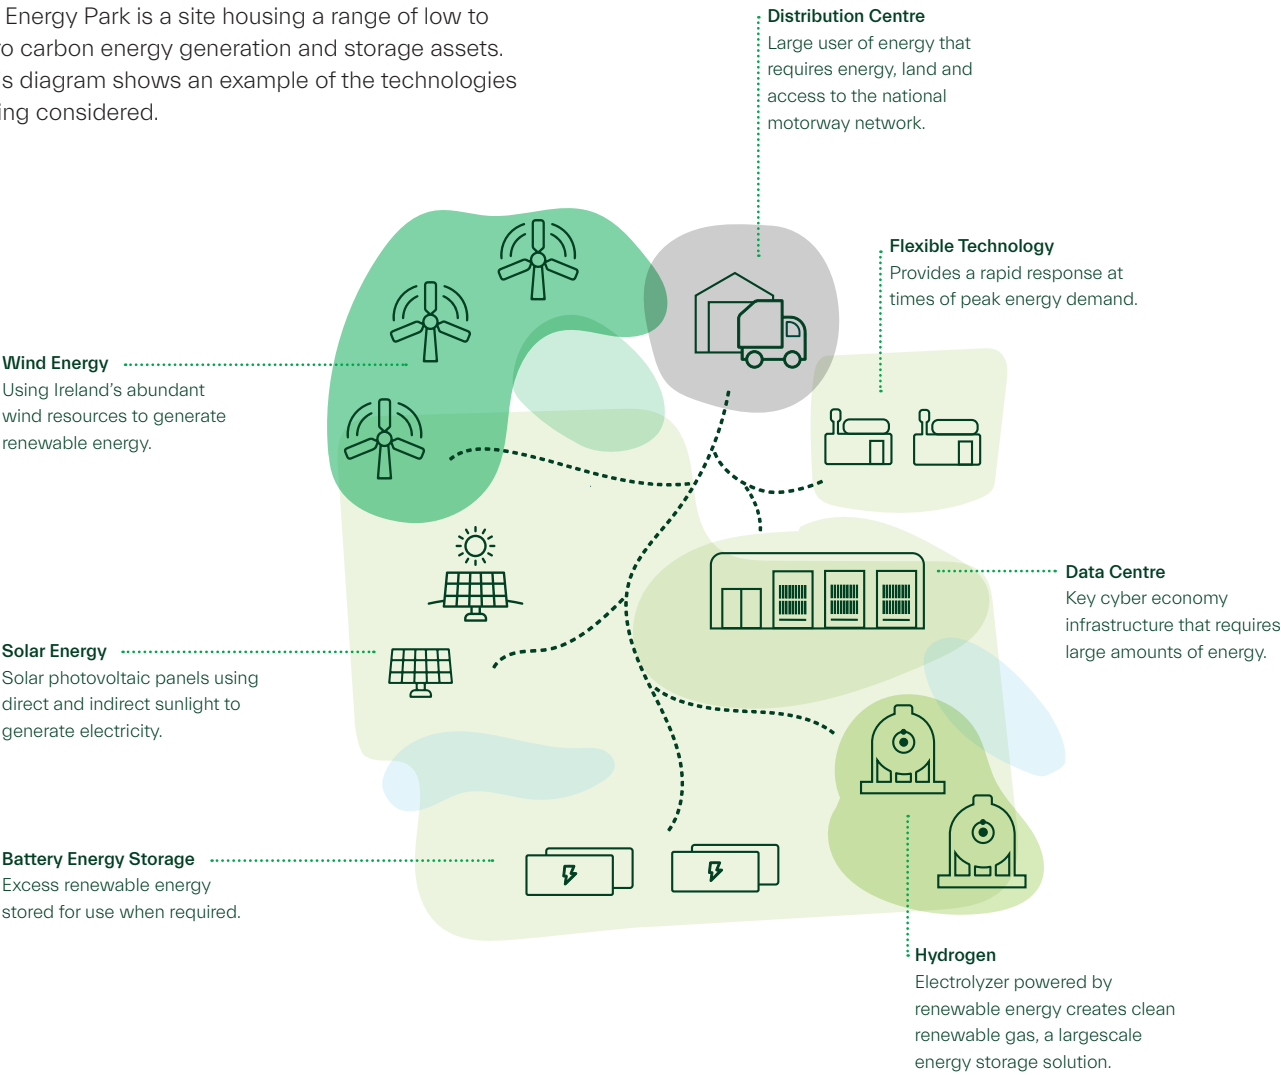 Energy Park is a site housing a range of low to
carbon energy generation and storage assets.
diagram shows an example of the technologies
considered.
Distribution Centre
Large user of energy that
requires energy, land and
access to the national
motorway network.
Flexible Technology
Provides a rapid response at
times of peak energy demand.
Wind Energy
Using Ireland’s abundant
wind resources to generate
renewable energy.
Data Centre
Key cyber economy
infrastructure that requires
large amounts of energy.
Solar Energy
Solar photovoltaic panels using
direct and indirect sunlight to
generate electricity.
Battery Energy Storage
Excess renewable energy
stored for use when required.
Hydrogen
Electrolyzer powered by
renewable energy creates clean
renewable gas, a largescale
energy storage solution.